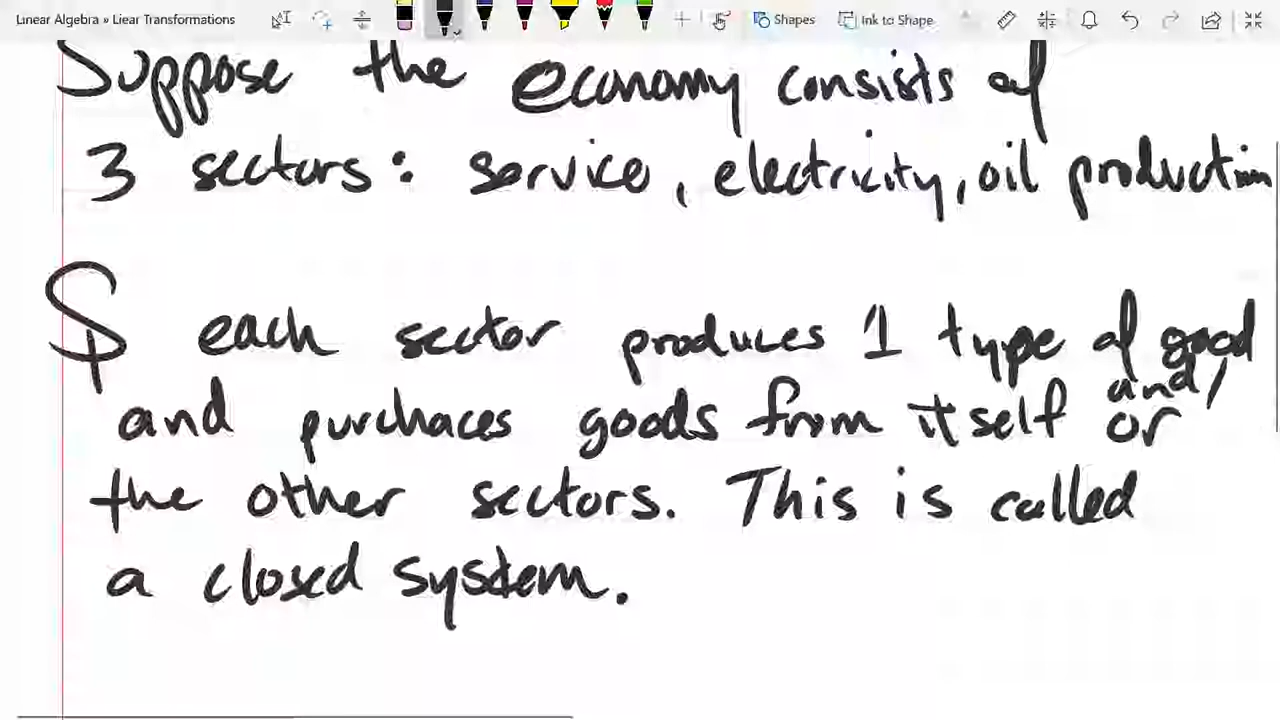 Linear Algebra » Liear Transformations
Shapes
Ink to Shape
Suppose the economy consists of
3 sectors: service, electricity, oil production
$ each sector produces 1 type of good
and purchaces goods from itself and/or
the other sectors. This is called
a closed system.